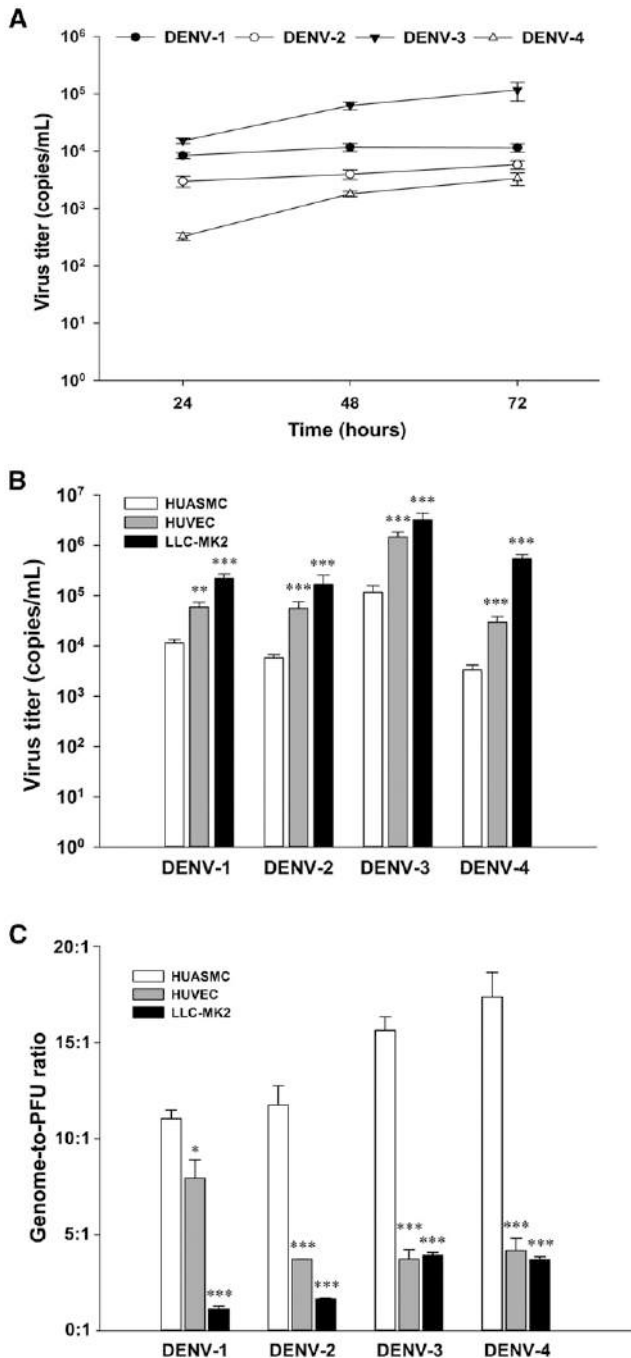 A
DENV-1 DENV-2 DENV-3 DENV-4
Virus titer (copies/mL)
10⁶
10⁵
10⁴
10³
10²
10¹
10⁰
24 48 72
Time (hours)
B
HUASMC
HUVEC
LLC-MK2
Virus titer (copies/mL)
10⁷
10⁶
10⁵
10⁴
10³
10²
10¹
10⁰
** *** *** *** *** *** *** ***
DENV-1 DENV-2 DENV-3 DENV-4
C
HUASMC
HUVEC
LLC-MK2
Genome-to-PFU ratio
20:1
15:1
10:1
5:1
0:1
* *** *** *** *** *** *** ***
DENV-1 DENV-2 DENV-3 DENV-4